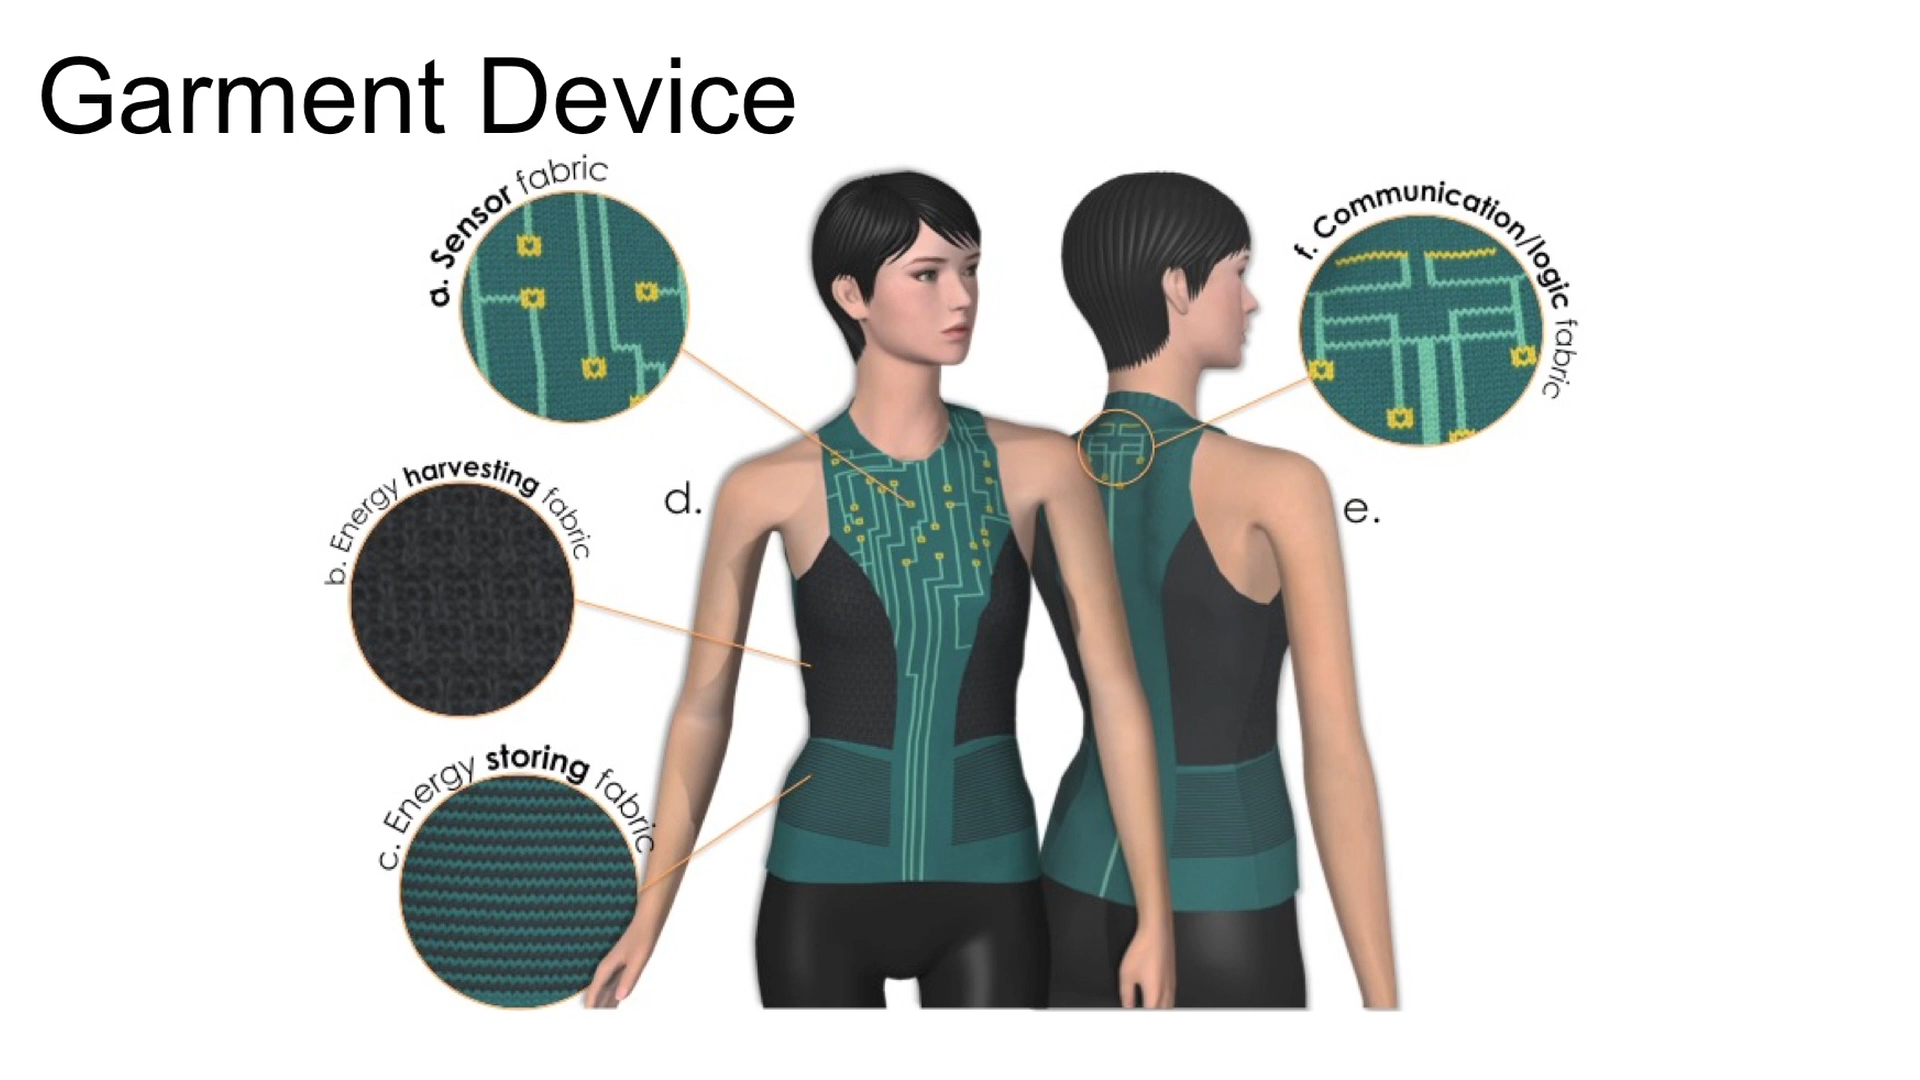 Garment Device
a. Sensor fabric
f. Communication/logic fabric
b. Energy harvesting fabric
d.
e.
c. Energy storing fabric